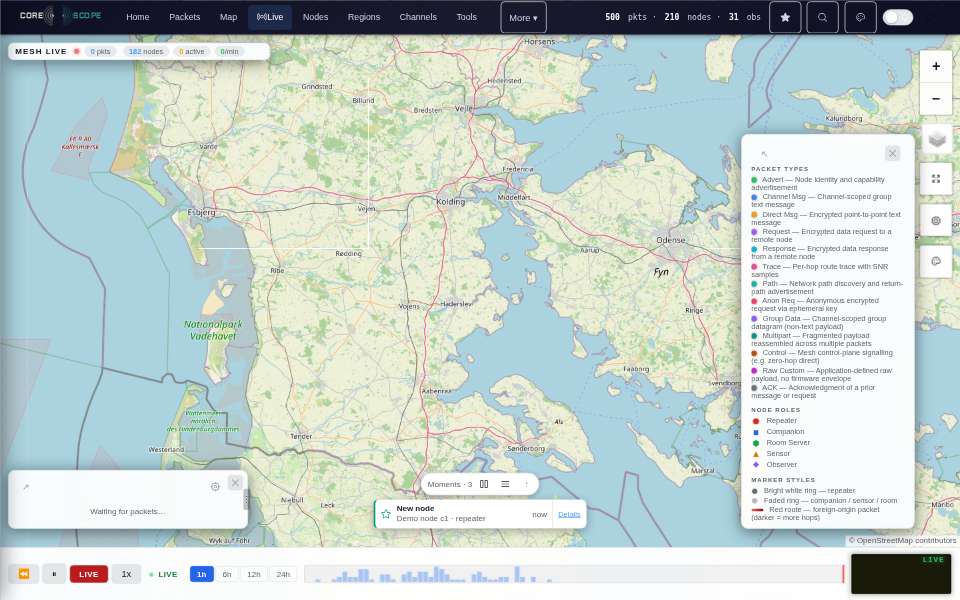 CORE SCOPE
Home Packets Map Live Nodes Regions Channels Tools More ▾ 500 pkts · 210 nodes · 31 obs
MESH LIVE 0 pkts 182 nodes 0 active 0/min
Horsens
Grindsted
Billund
Hedensted
Bredsten
Vejle
Kalundborg
Varde
Fredericia
Esbjerg
Vejen
Kolding
Middelfart
Odense
Aarup
Fyn
Ribe
Rødding
Vojens
Haderslev
Ringe
Nationalpark
Vadehavet
Faaborg
Svendborg
Aabenraa
Als
Tønder
Westerland
Sønderborg
Marstal
Maribo
Niebüll
Leck
Wyk auf Föhr
PACKET TYPES
Advert — Node identity and capability
advertisement
Channel Msg — Channel-scoped group
text message
Direct Msg — Encrypted point-to-point text
message
Request — Encrypted data request to a
remote node
Response — Encrypted data response
from a remote node
Trace — Per-hop route trace with SNR
samples
Path — Network path discovery and return-
path advertisement
Anon Req — Anonymous encrypted
request via ephemeral key
Group Data — Channel-scoped group
datagram (non-text payload)
Multipart — Fragmented payload
reassembled across multiple packets
Control — Mesh control-plane signalling
(e.g. zero-hop direct)
Raw Custom — Application-defined raw
payload, no firmware envelope
ACK — Acknowledgment of a prior
message or request
NODE ROLES
Repeater
Companion
Room Server
Sensor
Observer
MARKER STYLES
Bright white ring — repeater
Faded ring — companion / sensor / room
Red route — foreign-origin packet
(darker = more hops)
Waiting for packets…
Moments · 3
New node
Demo node c1 · repeater
now Details
© OpenStreetMap contributors
LIVE 1x LIVE 1h 6h 12h 24h
LIVE